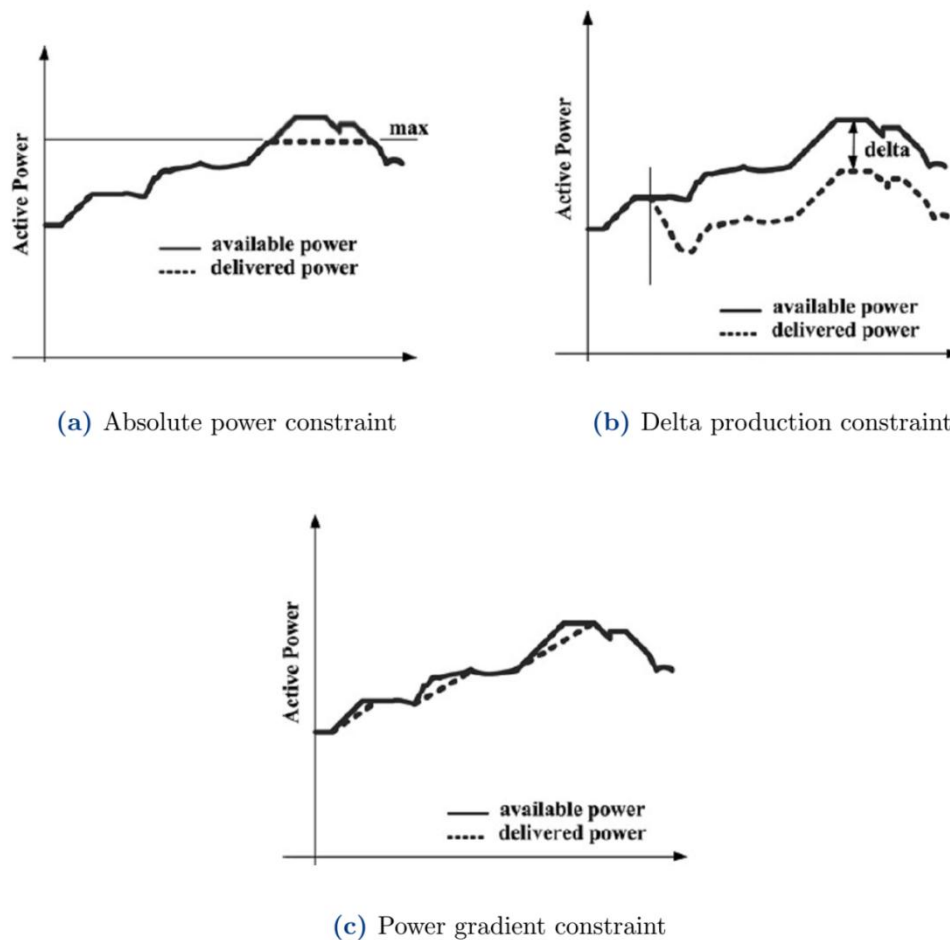 Active Power
max
available power
delivered power
(a) Absolute power constraint
Active Power
delta
available power
delivered power
(b) Delta production constraint
Active Power
available power
delivered power
(c) Power gradient constraint